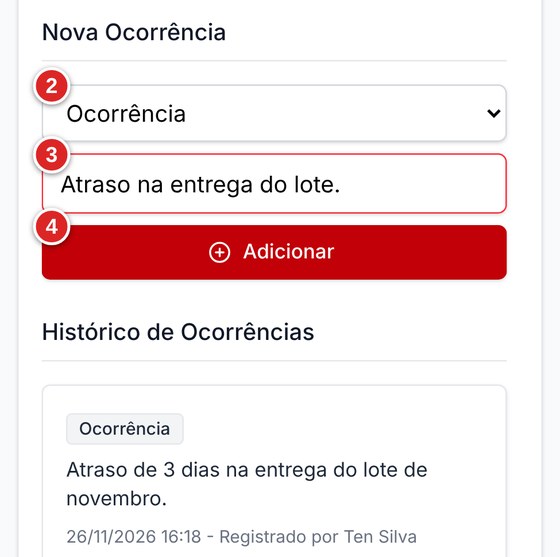 Nova Ocorrência
2
Ocorrência
3
Atraso na entrega do lote.
4
Adicionar
Histórico de Ocorrências
Ocorrência
Atraso de 3 dias na entrega do lote de
novembro.
26/11/2026 16:18 - Registrado por Ten Silva